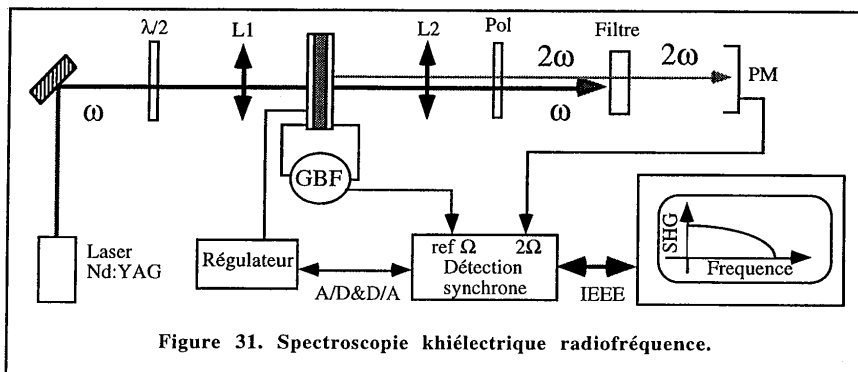 λ/2
L1
L2
Pol
Filtre
2ω
2ω
PM
ω
ω
GBF
Laser
Nd:YAG
Régulateur
A/D&D/A
ref Ω
2Ω
Détection
synchrone
IEEE
SHG
Frequence
Figure 31. Spectroscopie khiélectrique radiofréquence.